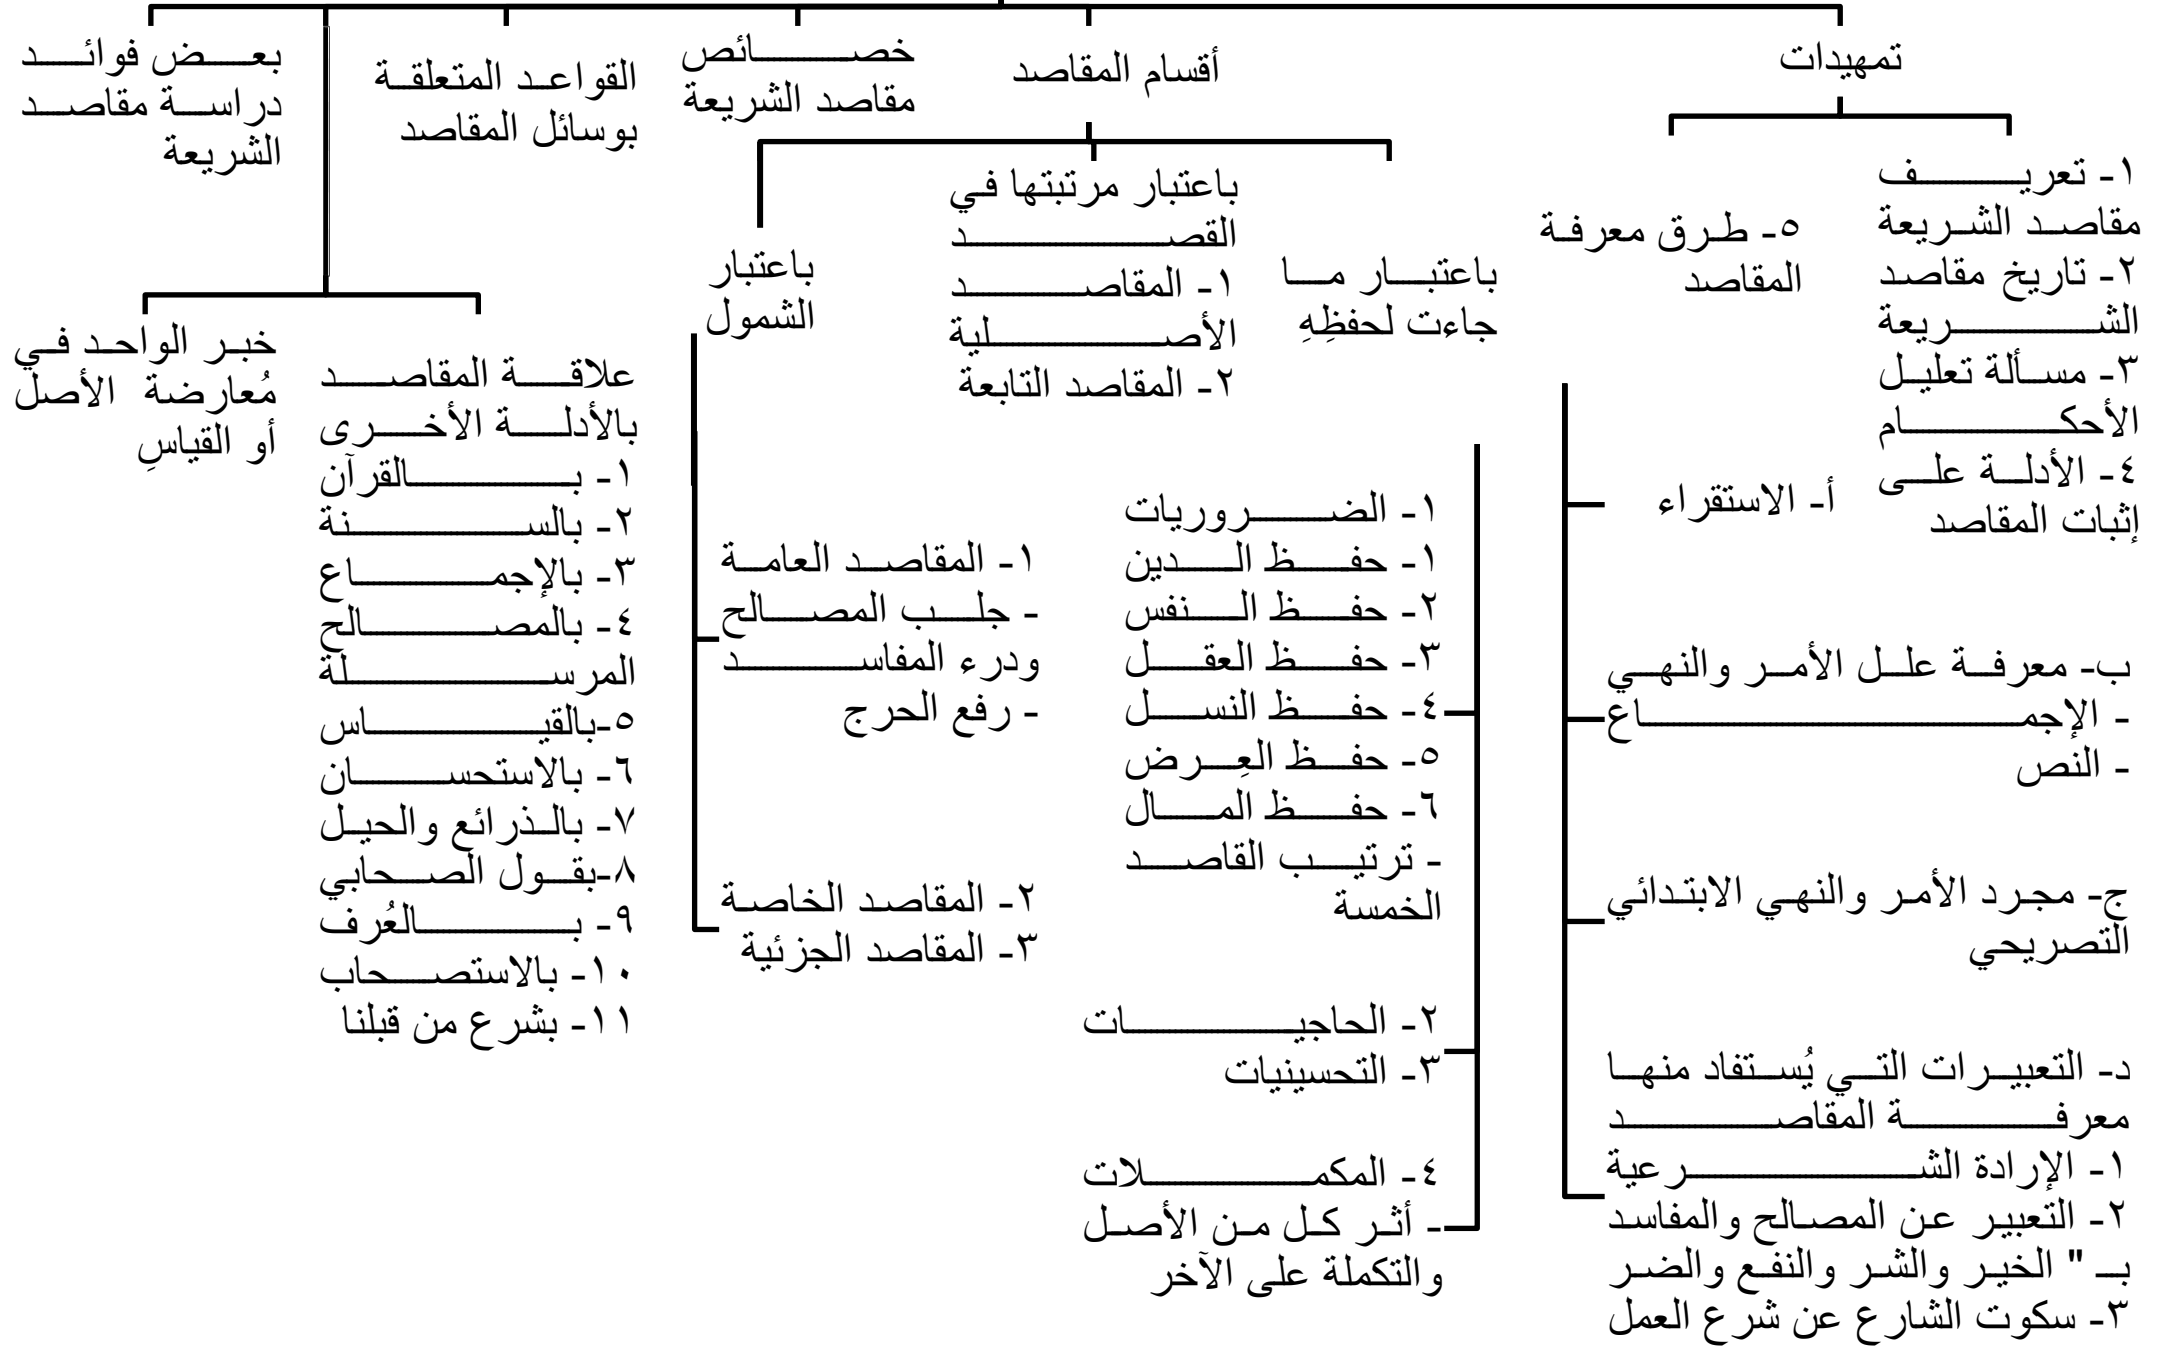 تمهيدات
١- تعريف
مقاصد الشريعة
٢- تاريخ مقاصد
الشريعة
٣- مسألة تعليل
الأحكام
٤- الأدلة على
إثبات المقاصد
٥- طرق معرفة
المقاصد
أ- الاستقراء
ب- معرفة علل الأمر والنهي
- الإجماع
- النص
ج- مجرد الأمر والنهي الابتدائي
التصريحي
د- التعبيرات التي يُستفاد منها
معرفة المقاصد
١- الإرادة الشرعية
٢- التعبير عن المصالح والمفاسد
بـ " الخير والشر والنفع والضر
٣- سكوت الشارع عن شرع العمل
أقسام المقاصد
باعتبار ما
جاءت لحفظِهِ
١- الضروريات
١- حفظ الدين
٢- حفظ النفس
٣- حفظ العقل
٤- حفظ النسل
٥- حفظ العِرض
٦- حفظ المال
- ترتيب القاصد
الخمسة
٢- الحاجيات
٣- التحسينيات
٤- المكملات
- أثر كل من الأصل
والتكملة على الآخر
باعتبار مرتبتها في
القصد
١- المقاصد
الأصلية
٢- المقاصد التابعة
باعتبار
الشمول
١- المقاصد العامة
- جلب المصالح
ودرء المفاسد
- رفع الحرج
٢- المقاصد الخاصة
٣- المقاصد الجزئية
خصائص
مقاصد الشريعة
القواعد المتعلقة
بوسائل المقاصد
علاقة المقاصد
بالأدلة الأخرى
١- بالقرآن
٢- بالسنة
٣- بالإجماع
٤- بالمصالح
المرسلة
٥-بالقياس
٦- بالاستحسان
٧- بالذرائع والحيل
٨-بقول الصحابي
٩- بالعُرف
١٠- بالاستصحاب
١١- بشرع من قبلنا
خبر الواحد في
مُعارضة الأصل
أو القياسِ
بعض فوائد
دراسة مقاصد
الشريعة